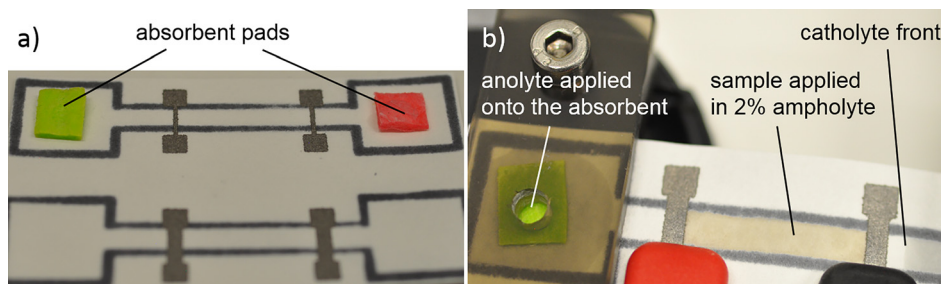 a)
absorbent pads
b)
catholyte front
anolyte applied
onto the absorbent
sample applied
in 2% ampholyte